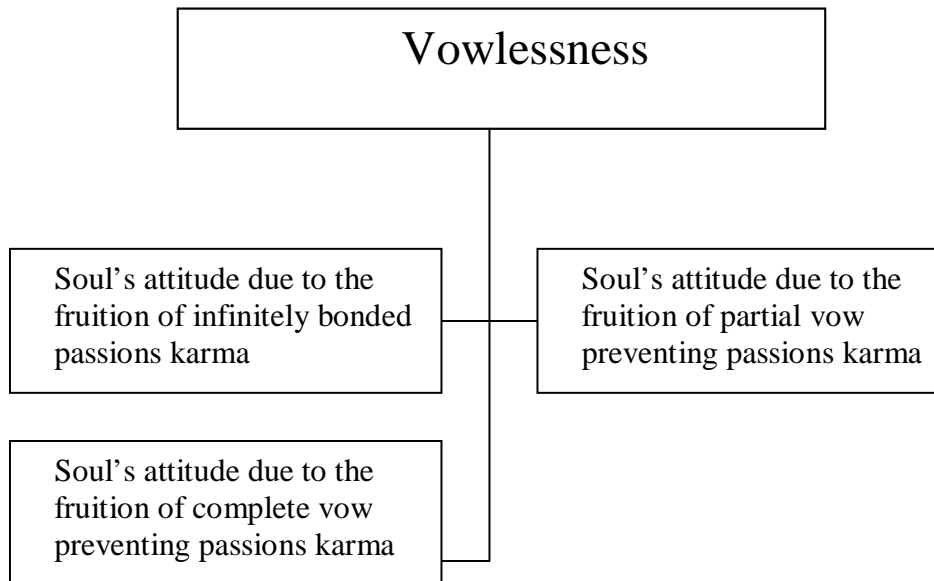 Vowlessness
Soul’s attitude due to the
fruition of infinitely bonded
passions karma
Soul’s attitude due to the
fruition of partial vow
preventing passions karma
Soul’s attitude due to the
fruition of complete vow
preventing passions karma